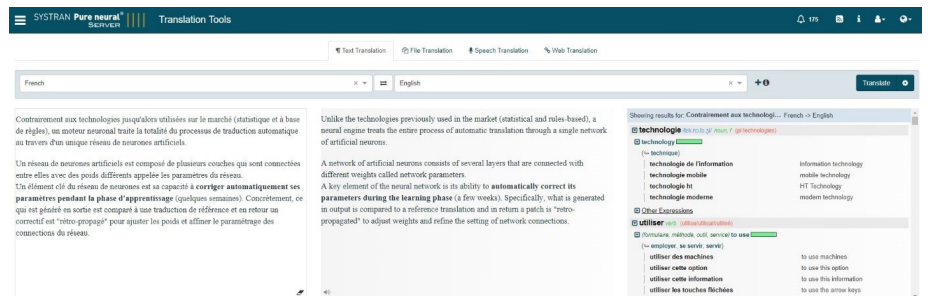 SYSTRAN Pure neural® SERVER
Translation Tools
175
Text Translation
File Translation
Speech Translation
Web Translation
French
English
Translate
Contrairement aux technologies jusqu'alors utilisées sur le marché (statistique et à base
de règles), un moteur neuronal traite la totalité du processus de traduction automatique
au travers d'un unique réseau de neurones artificiels.
Un réseau de neurones artificiels est composé de plusieurs couches qui sont connectées
entre elles avec des poids différents appelée les paramètres du réseau.
Un élément clé du réseau de neurones est sa capacité à corriger automatiquement ses
paramètres pendant la phase d'apprentissage (quelques semaines). Concrètement, ce
qui est généré en sortie est comparé à une traduction de référence et en retour un
correctif est "rétro-propagé" pour ajuster les poids et affiner le paramétrage des
connections du réseau.
Unlike the technologies previously used in the market (statistical and rules-based), a
neural engine treats the entire process of automatic translation through a single network
of artificial neurons.
A network of artificial neurons consists of several layers that are connected with
different weights called network parameters.
A key element of the neural network is its ability to automatically correct its
parameters during the learning phase (a few weeks). Specifically, what is generated
in output is compared to a reference translation and in return a patch is "retro-
propagated" to adjust weights and refine the setting of network connections.
Showing results for: Contrairement aux technologi... French -> English
technologie noun, f (pl technologies)
technology
(technique)
technologie de l'information information technology
technologie mobile mobile technology
technologie ht HT Technology
technologie moderne modern technology
Other Expressions
utiliser verb
(formulaire, méthode, outil, service) to use
(employer, se servir, servir)
utiliser des machines to use machines
utiliser cette option to use this option
utiliser cette information to use this information
utiliser les touches fléchées to use the arrow keys